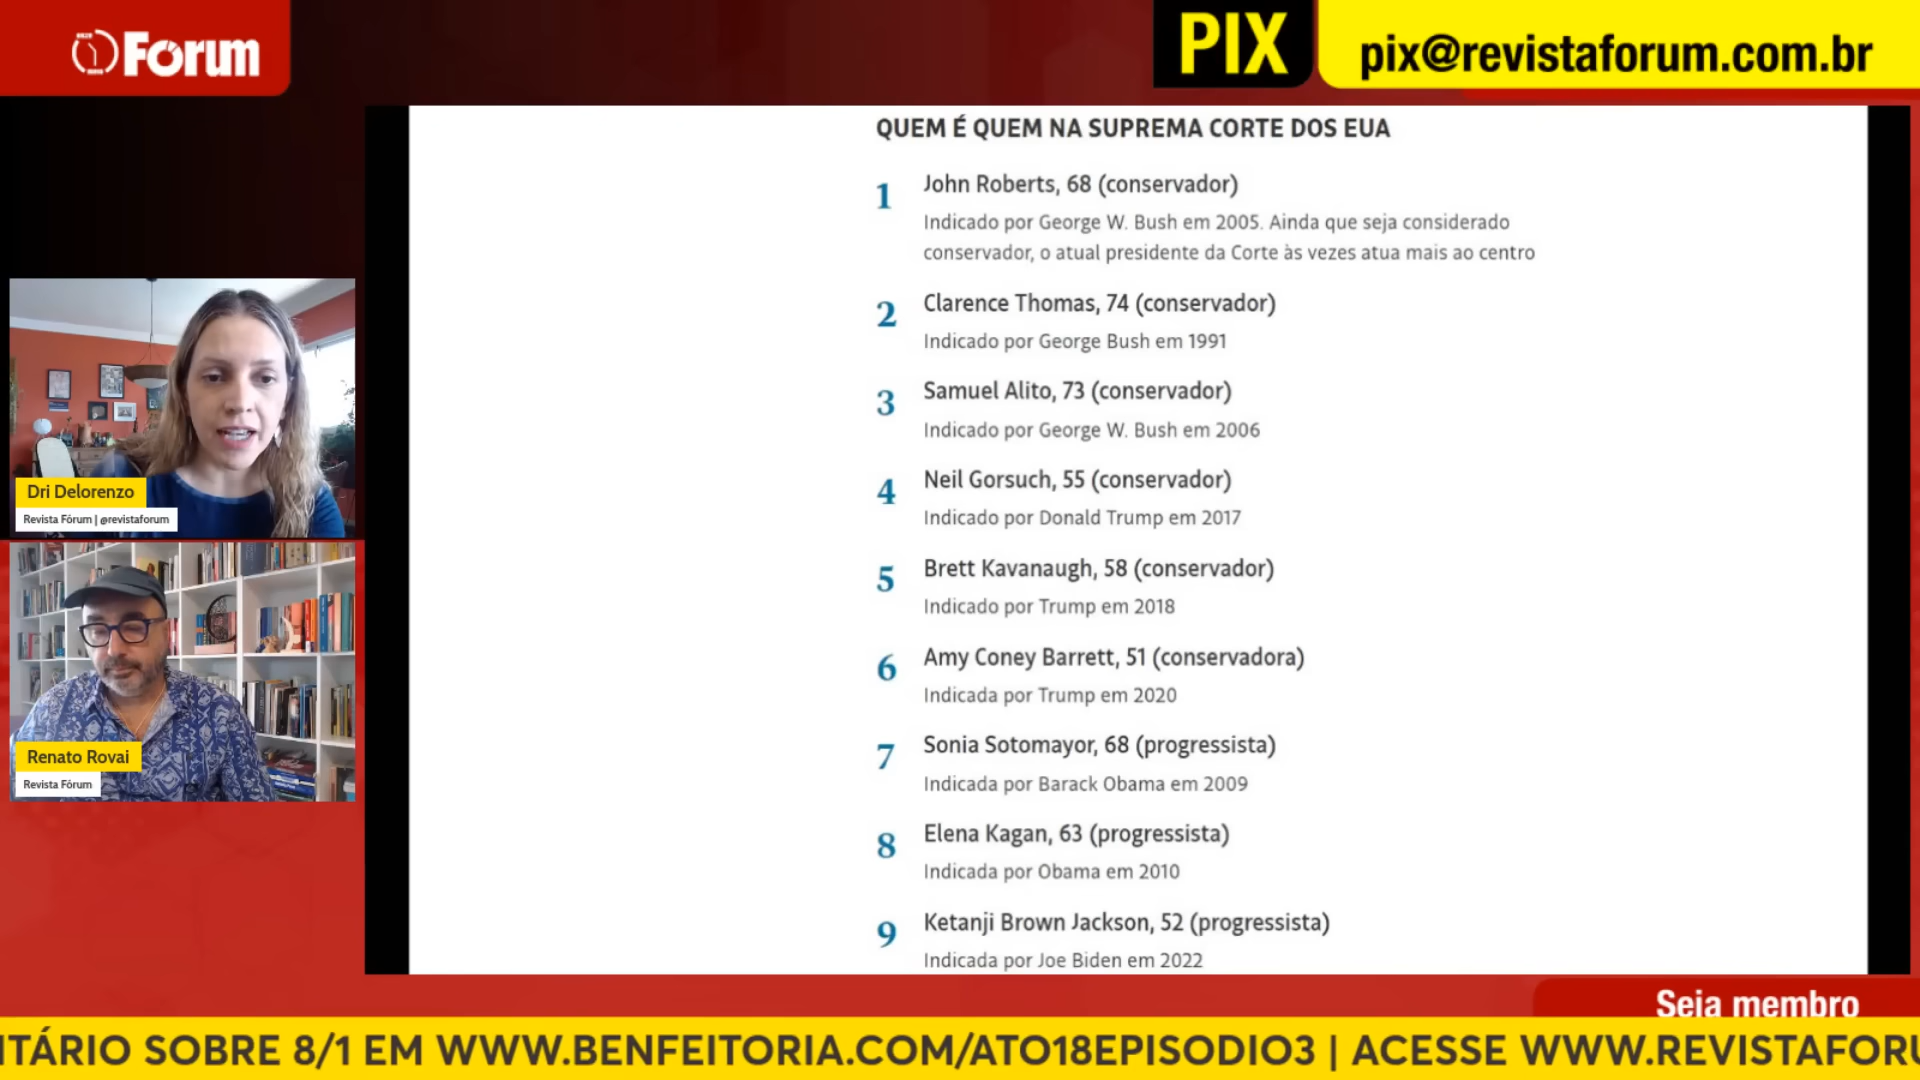 Fórum
PIX
pix@revistaforum.com.br
QUEM É QUEM NA SUPREMA CORTE DOS EUA
1
John Roberts, 68 (conservador)
Indicado por George W. Bush em 2005. Ainda que seja considerado
conservador, o atual presidente da Corte às vezes atua mais ao centro
2
Clarence Thomas, 74 (conservador)
Indicado por George Bush em 1991
3
Samuel Alito, 73 (conservador)
Indicado por George W. Bush em 2006
4
Neil Gorsuch, 55 (conservador)
Indicado por Donald Trump em 2017
5
Brett Kavanaugh, 58 (conservador)
Indicado por Trump em 2018
6
Amy Coney Barrett, 51 (conservadora)
Indicada por Trump em 2020
7
Sonia Sotomayor, 68 (progressista)
Indicada por Barack Obama em 2009
8
Elena Kagan, 63 (progressista)
Indicada por Obama em 2010
9
Ketanji Brown Jackson, 52 (progressista)
Indicada por Joe Biden em 2022
Dri Delorenzo
Revista Fórum | @revistaforum
Renato Rovai
Revista Fórum
Seja membro
ITÁRIO SOBRE 8/1 EM WWW.BENFEITORIA.COM/ATO18EPISODIO3 | ACESSE WWW.REVISTAFORU